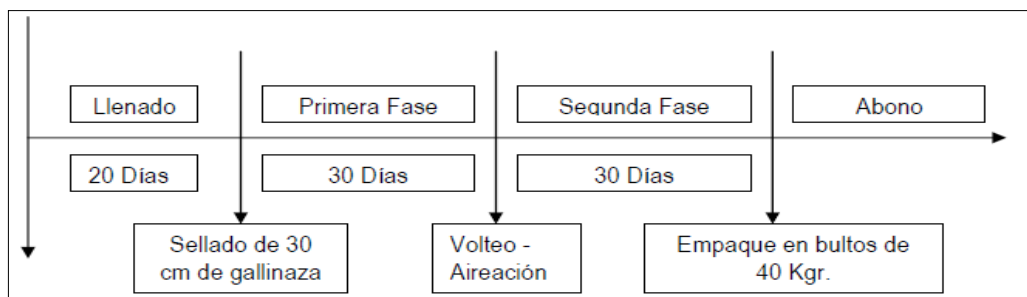 Llenado
Primera Fase
Segunda Fase
Abono
20 Días
30 Días
30 Días
Sellado de 30
cm de gallinaza
Volteo -
Aireación
Empaque en bultos de
40 Kgr.